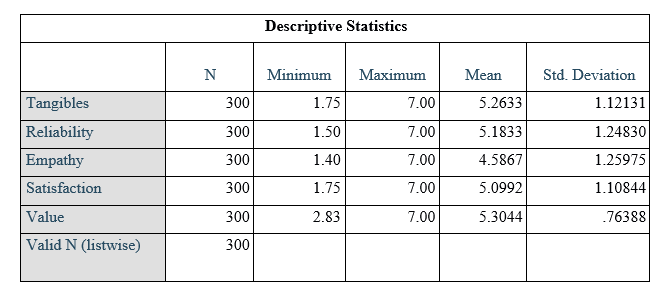 Descriptive Statistics
N Minimum Maximum Mean Std. Deviation
Tangibles 300 1.75 7.00 5.2633 1.12131
Reliability 300 1.50 7.00 5.1833 1.24830
Empathy 300 1.40 7.00 4.5867 1.25975
Satisfaction 300 1.75 7.00 5.0992 1.10844
Value 300 2.83 7.00 5.3044 .76388
Valid N (listwise) 300